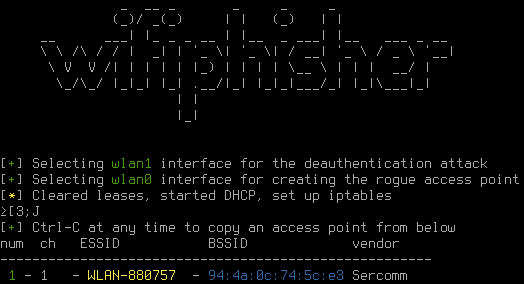 wifiphisher
[+] Selecting wlan1 interface for the deauthentication attack
[+] Selecting wlan0 interface for creating the rogue access point
[*] Cleared leases, started DHCP, set up iptables
≥[3;J
[+] Ctrl-C at any time to copy an access point from below
num  ch   ESSID           BSSID             vendor
------------------------------------------------------
1 - 1   - WLAN-880757  - 94:4a:0c:74:5c:e3 Sercomm